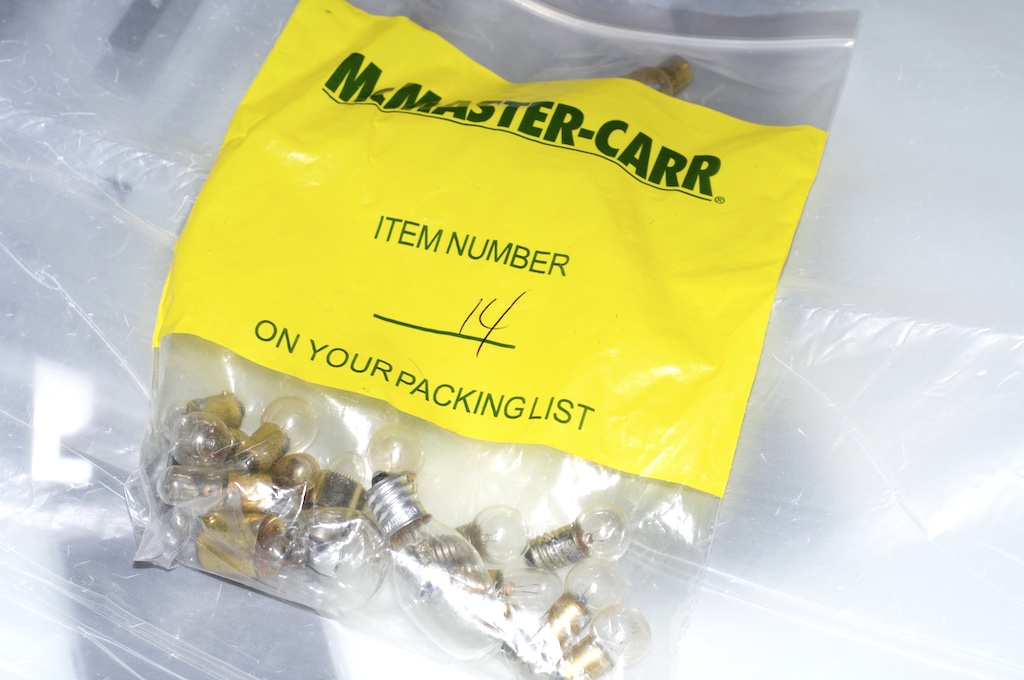 McMASTER-CARR®
ITEM NUMBER
14
ON YOUR PACKING LIST